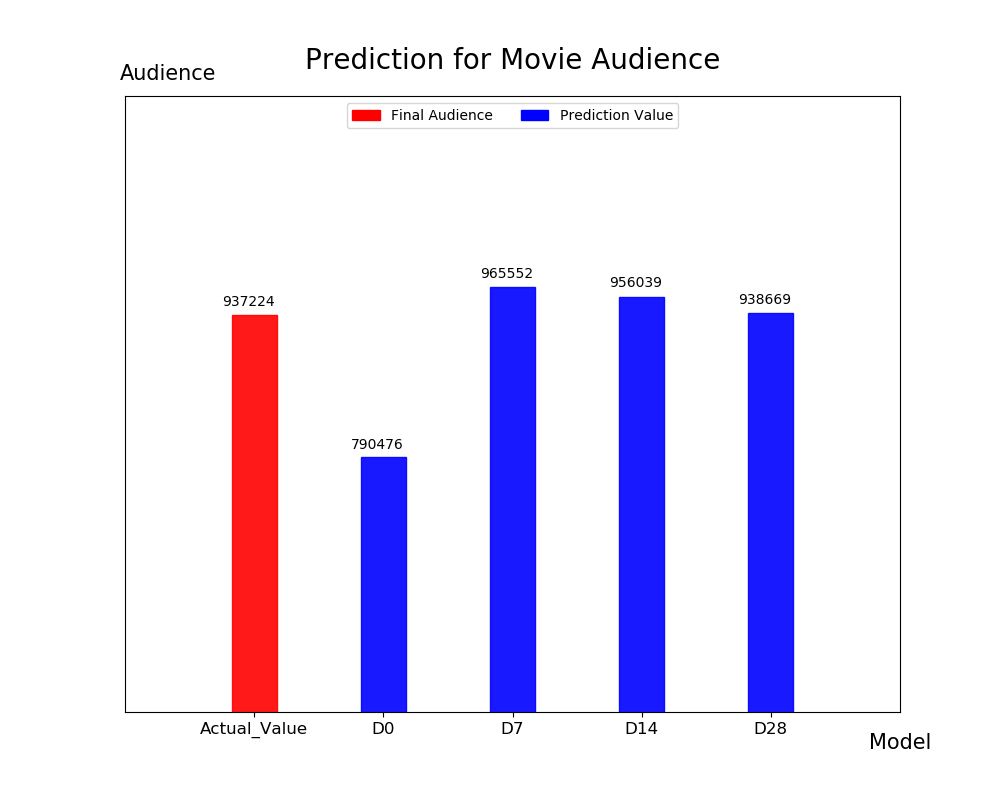 Prediction for Movie Audience
Audience
Final Audience
Prediction Value
937224
790476
965552
956039
938669
Actual_Value
D0
D7
D14
D28
Model